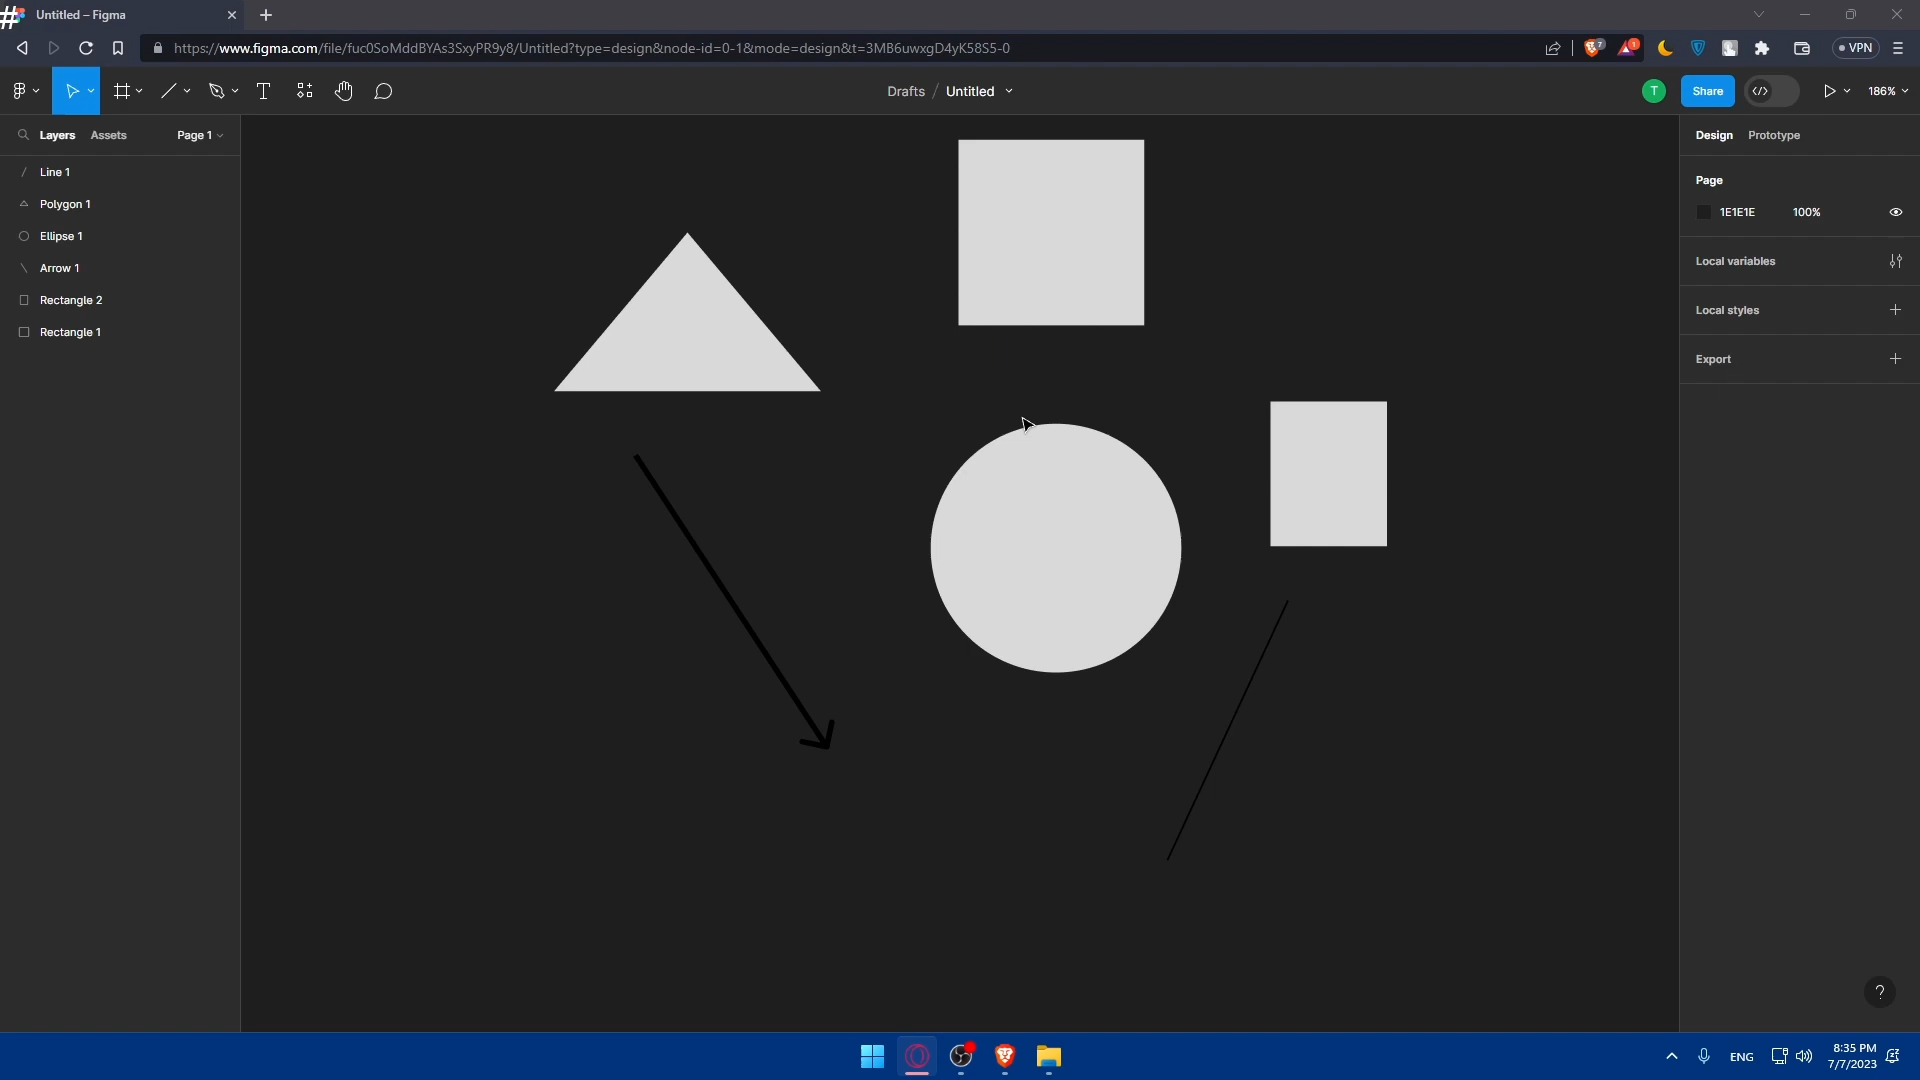 Untitled – Figma
https://www.figma.com/file/fuc0SoMddBYAs3SxyPR9y8/Untitled?type=design&node-id=0-1&mode=design&t=3MB6uwxgD4yK58S5-0
7
1
VPN
Drafts / Untitled
T
Share
186%
Layers Assets Page 1
Line 1
Polygon 1
Ellipse 1
Arrow 1
Rectangle 2
Rectangle 1
Design Prototype
Page
1E1E1E 100%
Local variables
Local styles
Export
?
ENG
8:35 PM
7/7/2023